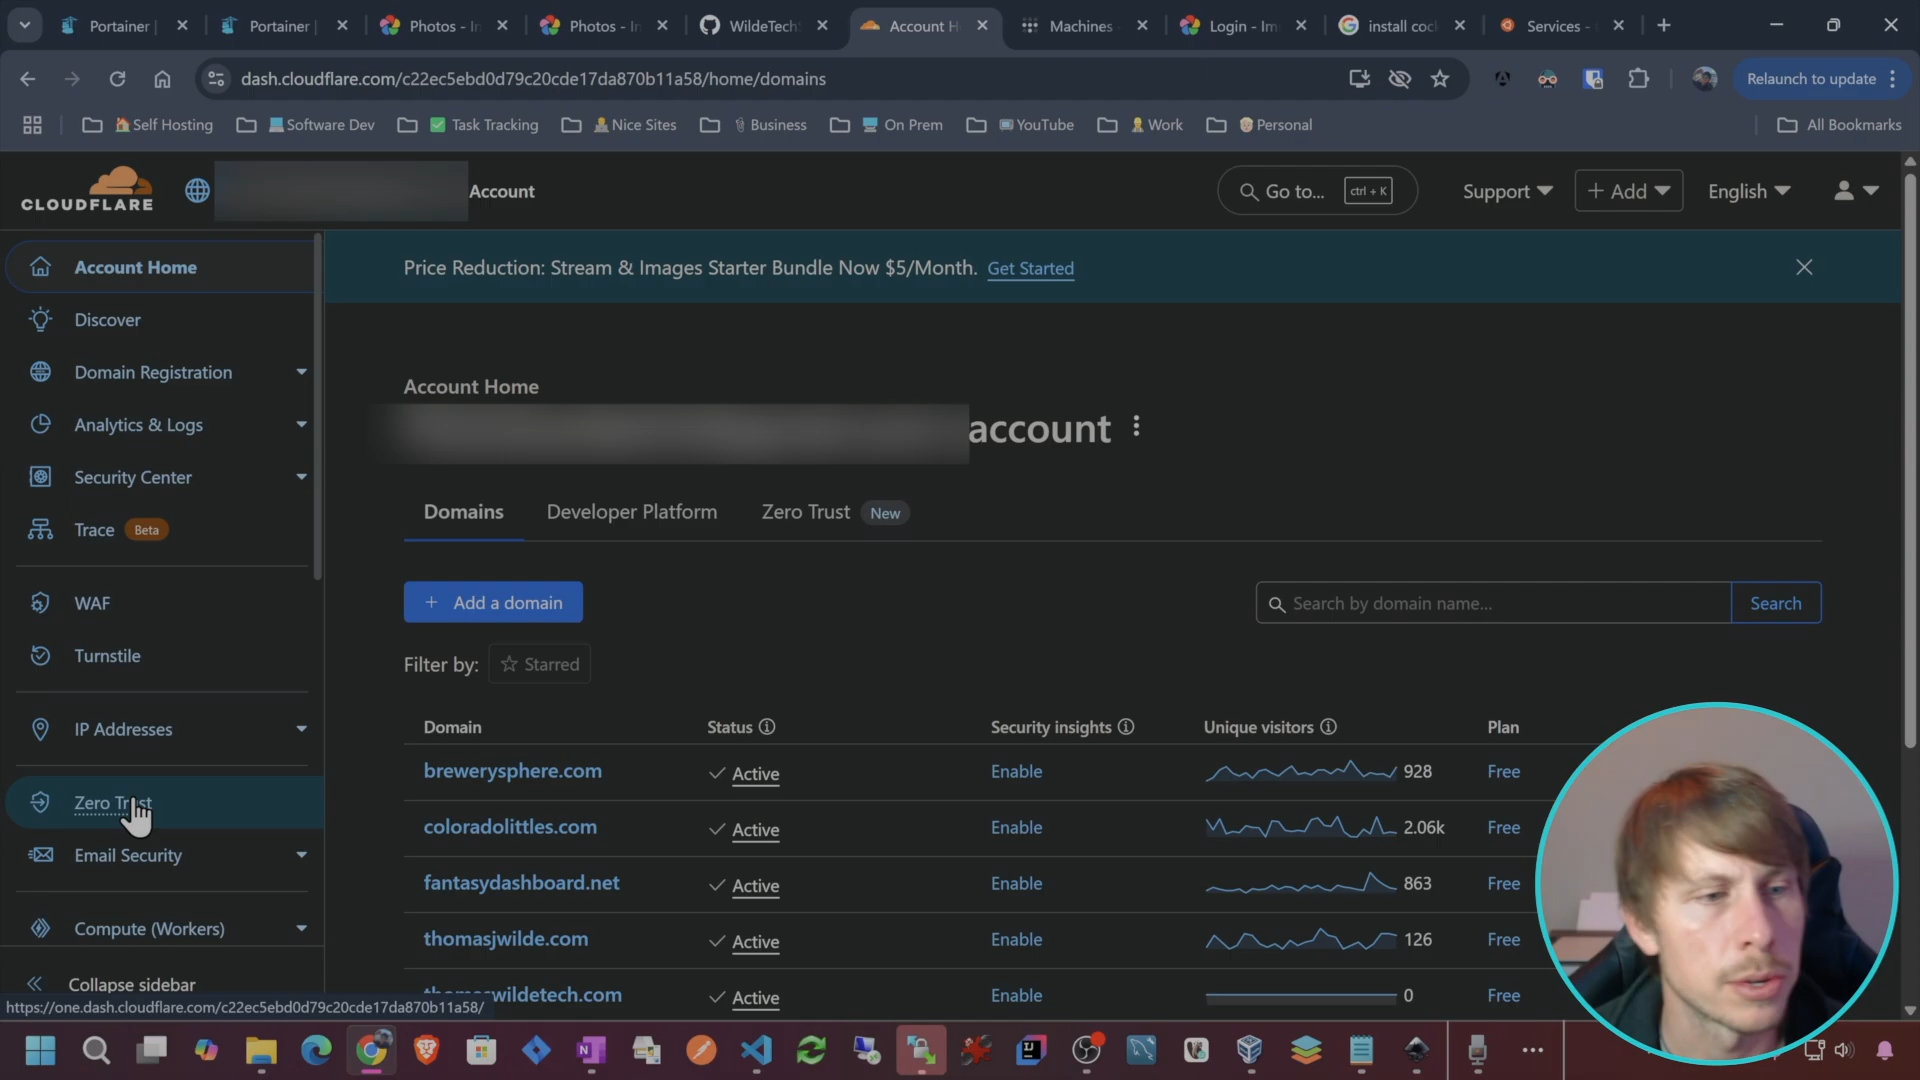 Portainer |
Portainer |
Photos - In
Photos - In
WildeTech
Account H
Machines
Login - Im
install coc
Services -
dash.cloudflare.com/c22ec5ebd0d79c20cde17da870b11a58/home/domains
Relaunch to update
Self Hosting
Software Dev
Task Tracking
Nice Sites
Business
On Prem
YouTube
Work
Personal
All Bookmarks
CLOUDFLARE
Account
Go to...
ctrl + K
Support
+ Add
English
Account Home
Discover
Domain Registration
Analytics & Logs
Security Center
Trace Beta
WAF
Turnstile
IP Addresses
Zero Trust
Email Security
Compute (Workers)
Collapse sidebar
https://one.dash.cloudflare.com/c22ec5ebd0d79c20cde17da870b11a58/
Price Reduction: Stream & Images Starter Bundle Now $5/Month. Get Started
Account Home
account
Domains Developer Platform Zero Trust New
+ Add a domain
Search by domain name...
Search
Filter by: Starred
Domain Status Security insights Unique visitors Plan
brewerysphere.com Active Enable 928 Free
coloradolittles.com Active Enable 2.06k Free
fantasydashboard.net Active Enable 863 Free
thomasjwilde.com Active Enable 126 Free
thomaswildetech.com Active Enable 0 Free